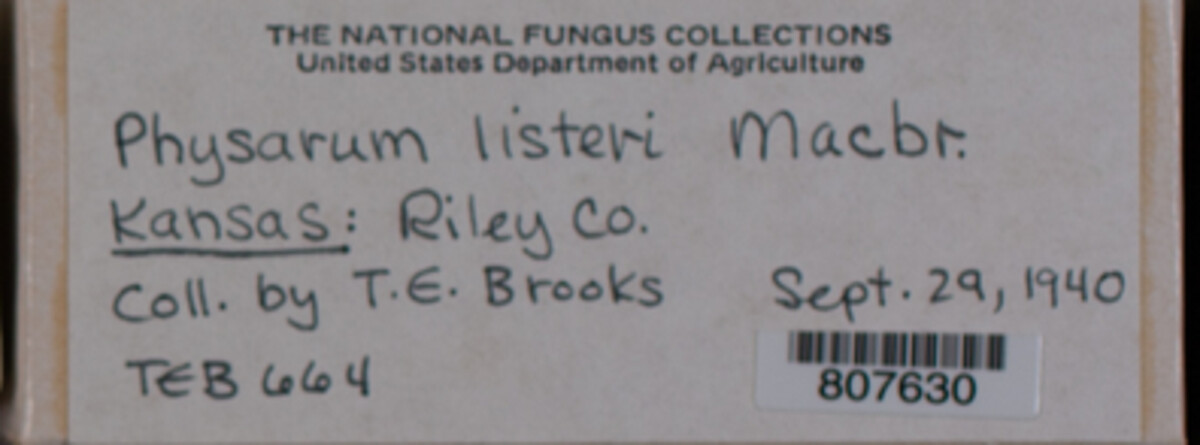 THE NATIONAL FUNGUS COLLECTIONS
United States Department of Agriculture
Physarum listeri Macbr.
Kansas: Riley Co.
Coll. by T.E. Brooks Sept. 29, 1940
TEB 664
807630